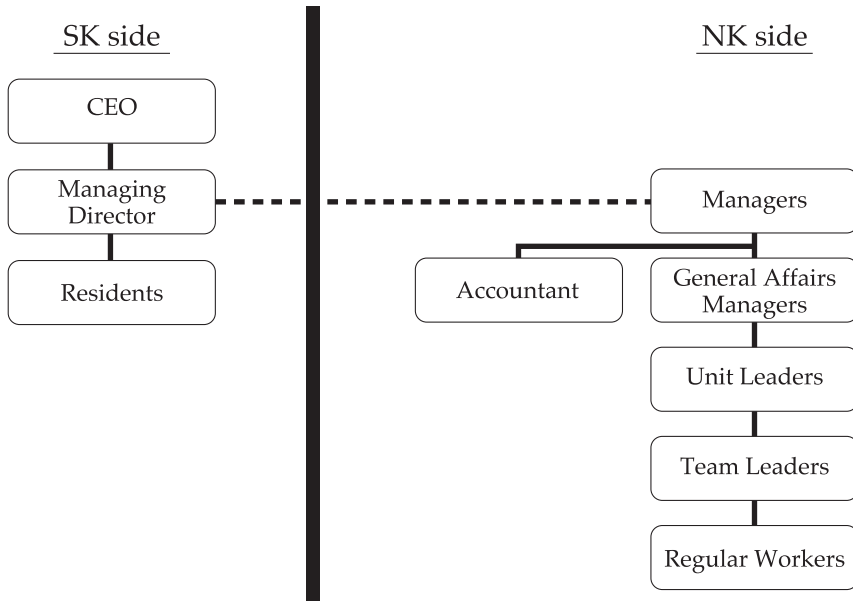 SK side
NK side
CEO
Managing
Director
Managers
Residents
Accountant
General Affairs
Managers
Unit Leaders
Team Leaders
Regular Workers